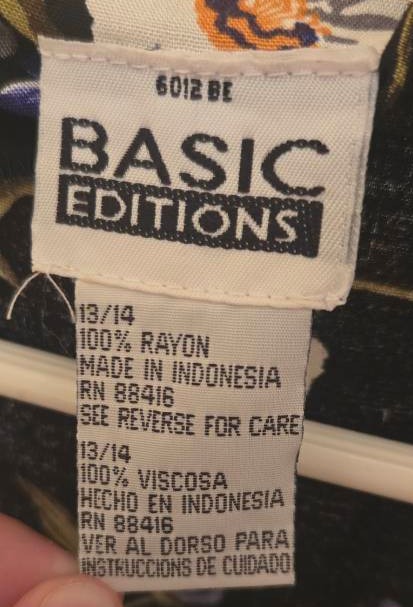 6012 BE
BASIC
EDITIONS
13/14
100% RAYON
MADE IN INDONESIA
RN 88416
SEE REVERSE FOR CARE
13/14
100% VISCOSA
HECHO EN INDONESIA
RN 88416
VER AL DORSO PARA
INSTRUCCIONS DE CUIDADO